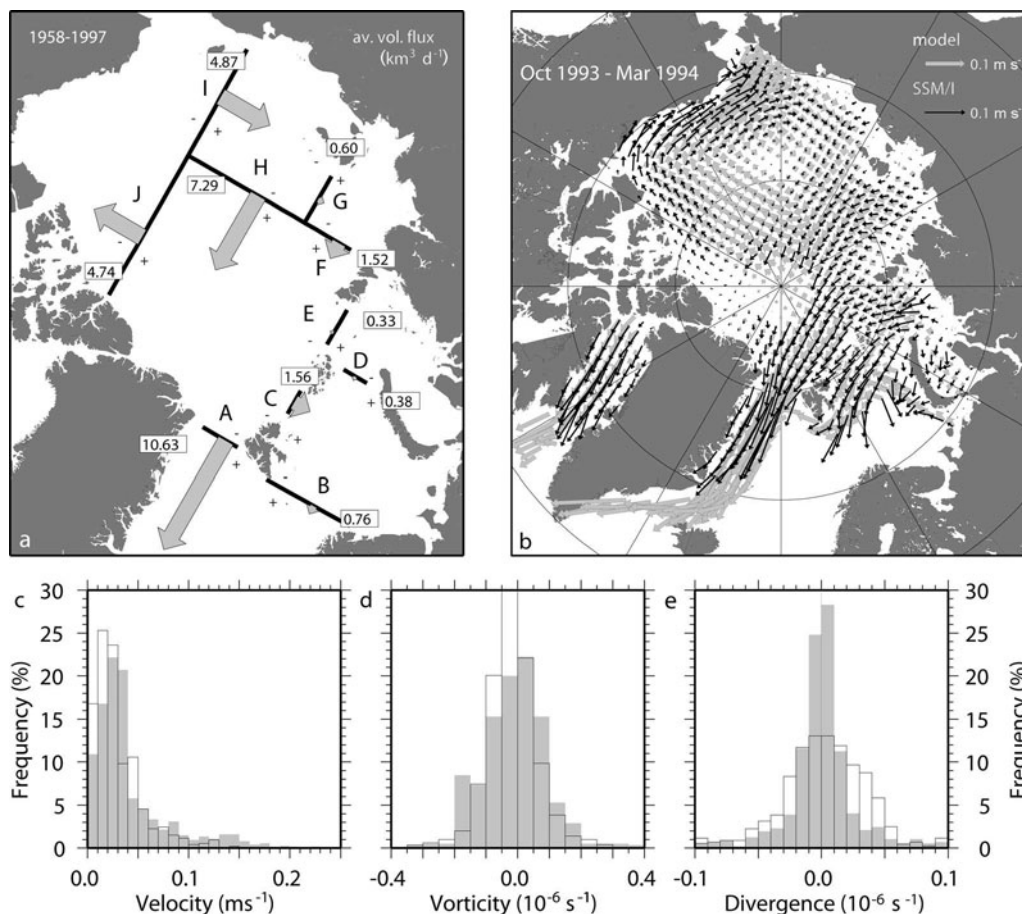 1958-1997
av. vol. flux
(km³ d⁻¹)
4.87
I
0.60
H
7.29
G
J
F
1.52
4.74
E
0.33
D
1.56
C
0.38
A
10.63
B
0.76
a
model
0.1 m s⁻
Oct 1993 - Mar 1994
SSM/I
0.1 m s⁻
b
c
30
25
20
15
10
5
0
Frequency (%)
0.0
0.1
0.2
Velocity (ms⁻¹)
d
-0.4
0.0
0.4
Vorticity (10⁻⁶ s⁻¹)
e
30
25
20
15
10
5
0
Frequency (%)
-0.1
0.0
0.1
Divergence (10⁻⁶ s⁻¹)